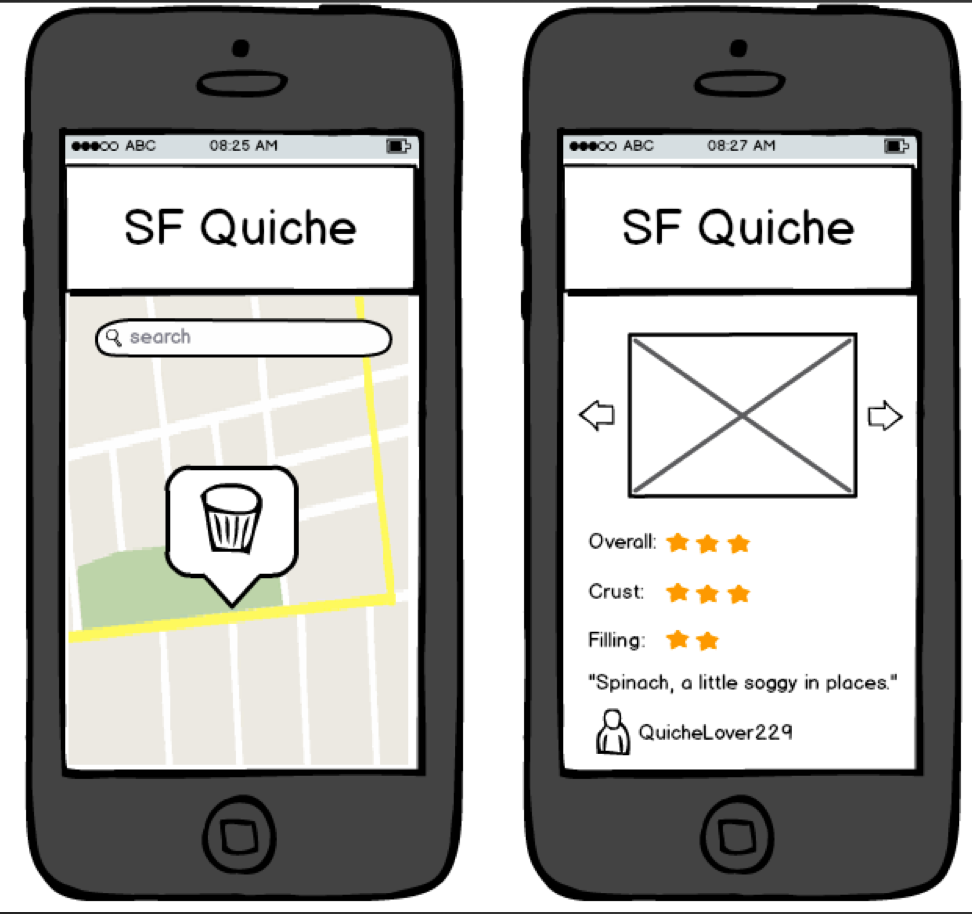 ABC 08:25 AM
SF Quiche
search
ABC 08:27 AM
SF Quiche
Overall:
Crust:
Filling:
"Spinach, a little soggy in places."
QuicheLover229